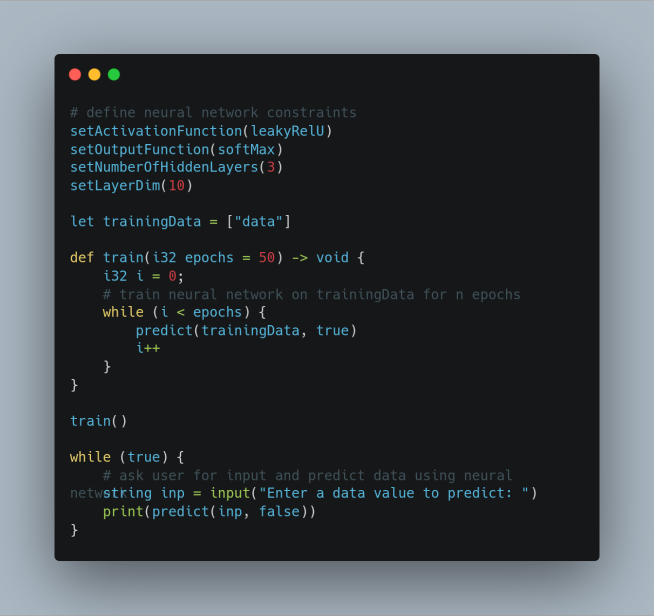 # define neural network constraints
setActivationFunction(leakyRelU)
setOutputFunction(softMax)
setNumberOfHiddenLayers(3)
setLayerDim(10)
let trainingData = ["data"]
def train(i32 epochs = 50) -> void {
    i32 i = 0;
    # train neural network on trainingData for n epochs
    while (i < epochs) {
        predict(trainingData, true)
        i++
    }
}
train()
while (true) {
    # ask user for input and predict data using neural
network
    string inp = input("Enter a data value to predict: ")
    print(predict(inp, false))
}